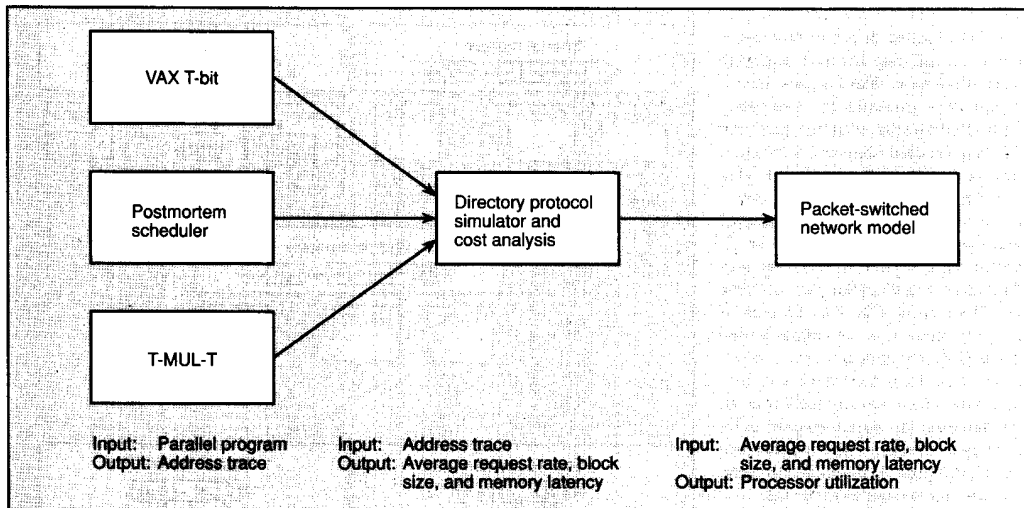 VAX T-bit
Postmortem
scheduler
T-MUL-T
Directory protocol
simulator and
cost analysis
Packet-switched
network model
Input: Parallel program
Output: Address trace
Input: Address trace
Output: Average request rate, block
size, and memory latency
Input: Average request rate, block
size, and memory latency
Output: Processor utilization